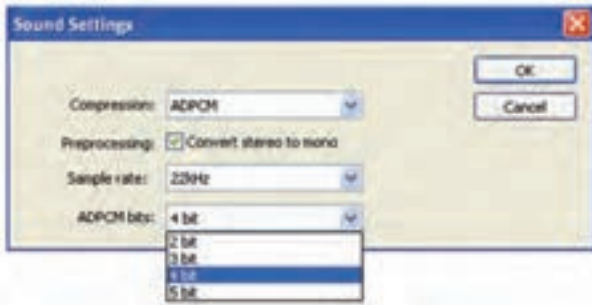 Sound Settings
OK
Compression: ADPCM
Cancel
Preprocessing: Convert stereo to mono
Sample rate: 22kHz
ADPCM bits: 4 bit
2 bit
3 bit
4 bit
5 bit